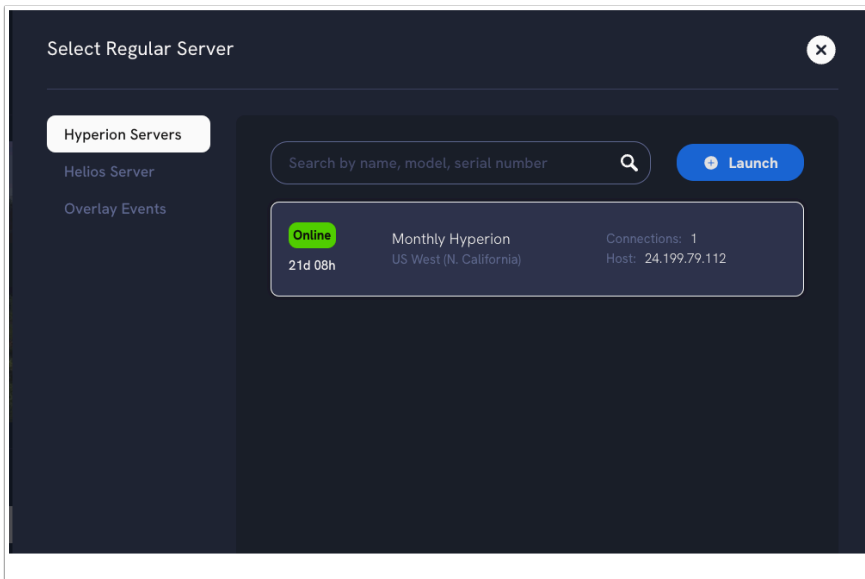 Select Regular Server
Hyperion Servers
Helios Server
Overlay Events
Search by name, model, serial number
Launch
Online
21d 08h
Monthly Hyperion
US West (N. California)
Connections: 1
Host: 24.199.79.112